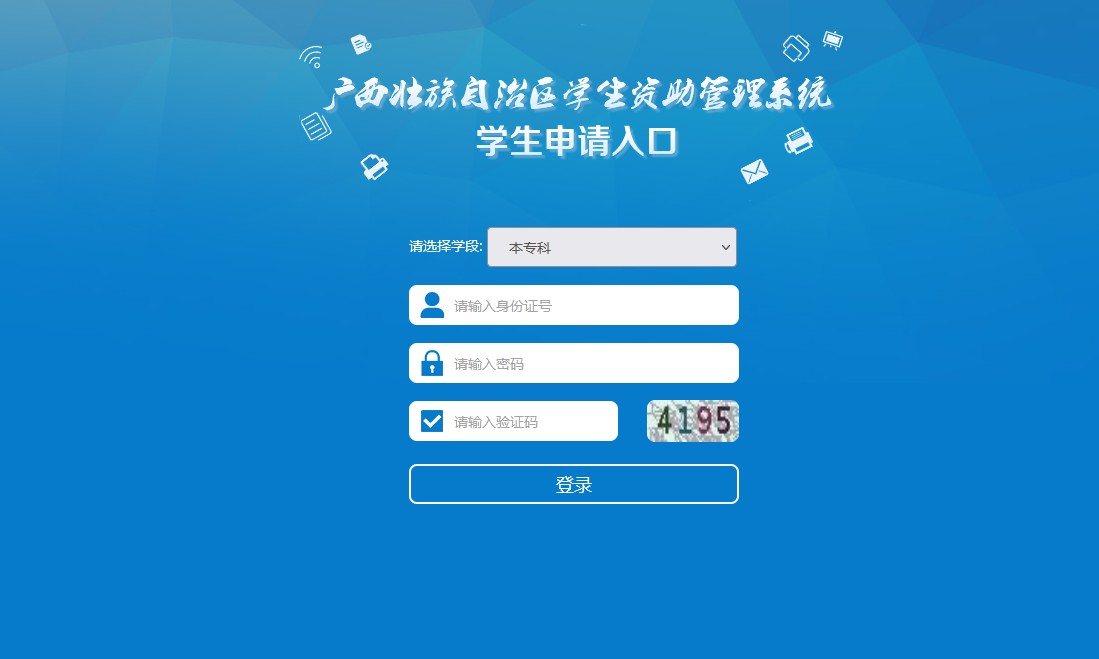 广西壮族自治区学生资助管理系统
学生申请入口
请选择学段: 本专科
请输入身份证号
请输入密码
请输入验证码 4195
登录